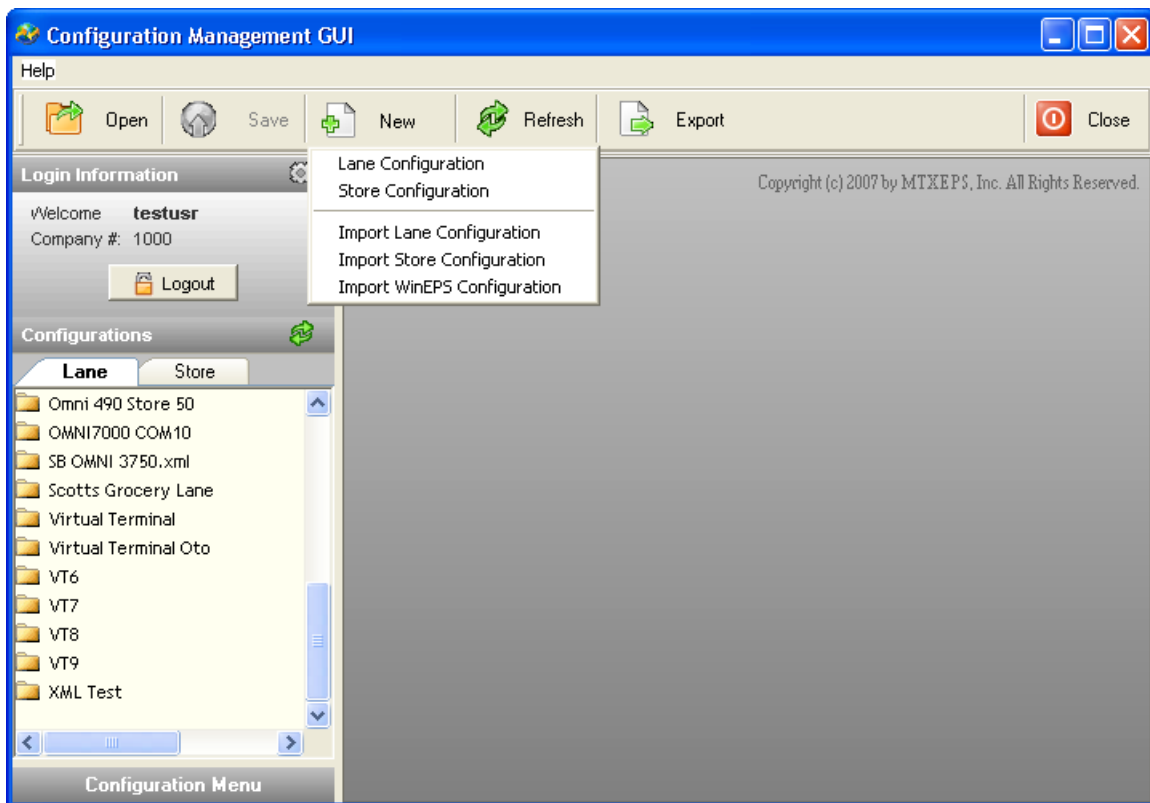 Configuration Management GUI
Help
Open Save New Refresh Export Close
Lane Configuration
Store Configuration
Import Lane Configuration
Import Store Configuration
Import WinEPS Configuration
Copyright (c) 2007 by MTXEPS, Inc. All Rights Reserved.
Login Information
Welcome testusr
Company #: 1000
Logout
Configurations
Lane Store
Omni 490 Store 50
OMNI7000 COM10
SB OMNI 3750.xml
Scotts Grocery Lane
Virtual Terminal
Virtual Terminal Oto
VT6
VT7
VT8
VT9
XML Test
Configuration Menu